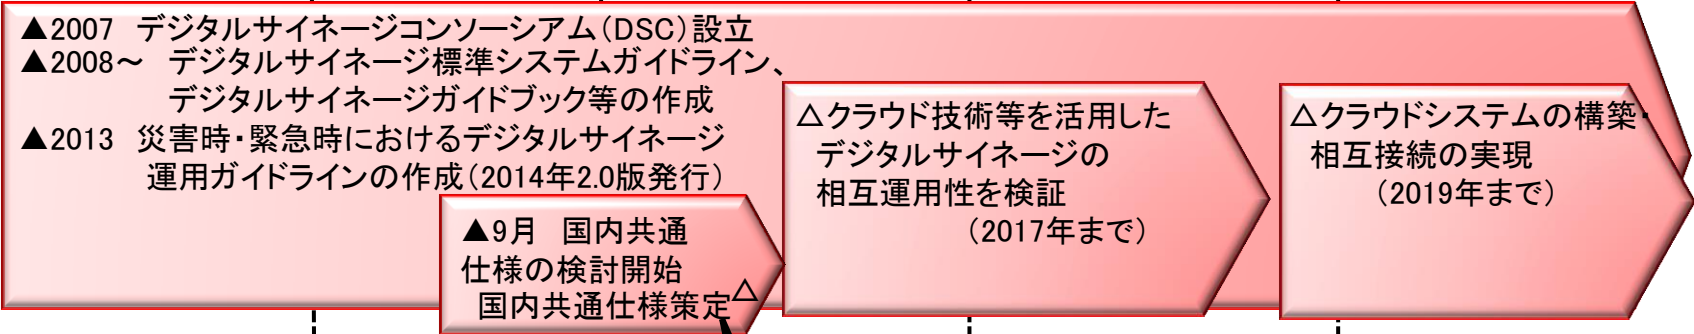 ▲2007　デジタルサイネージコンソーシアム（DSC）設立
▲2008～　デジタルサイネージ標準システムガイドライン、
デジタルサイネージガイドブック等の作成
▲2013　災害時・緊急時におけるデジタルサイネージ
運用ガイドラインの作成（2014年2.0版発行）
▲9月　国内共通
仕様の検討開始
国内共通仕様策定△
△クラウド技術等を活用した
デジタルサイネージの
相互運用性を検証
（2017年まで）
△クラウドシステムの構築・
相互接続の実現
（2019年まで）